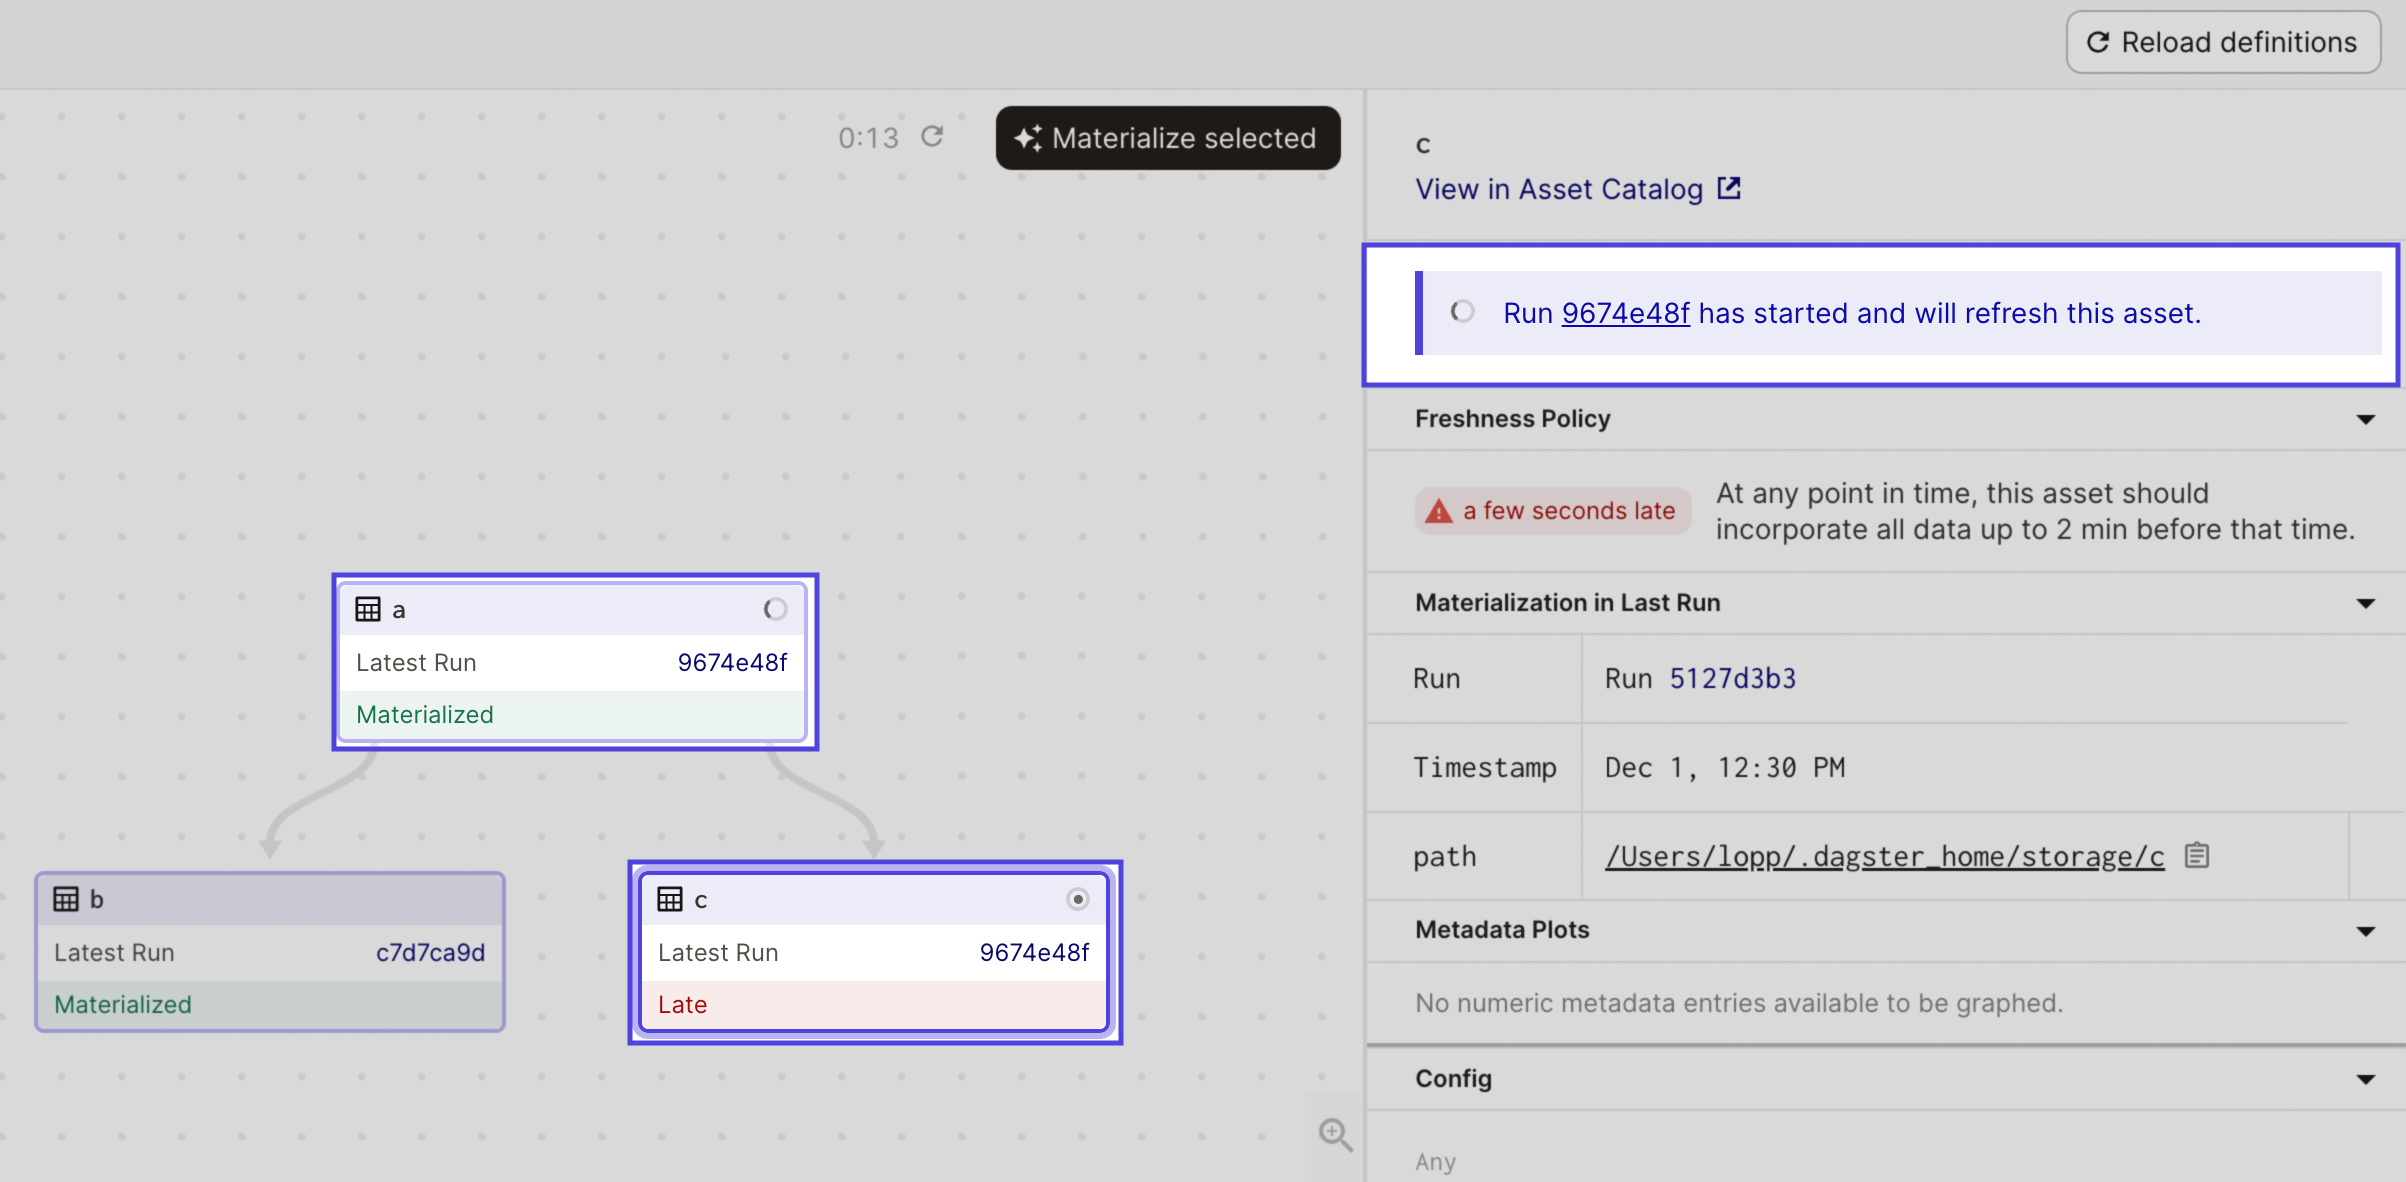 Reload definitions
0:13
Materialize selected
a
Latest Run 9674e48f
Materialized
b
Latest Run c7d7ca9d
Materialized
c
Latest Run 9674e48f
Late
c
View in Asset Catalog
Run 9674e48f has started and will refresh this asset.
Freshness Policy
a few seconds late
At any point in time, this asset should
incorporate all data up to 2 min before that time.
Materialization in Last Run
Run Run 5127d3b3
Timestamp Dec 1, 12:30 PM
path /Users/lopp/.dagster_home/storage/c
Metadata Plots
No numeric metadata entries available to be graphed.
Config
Any